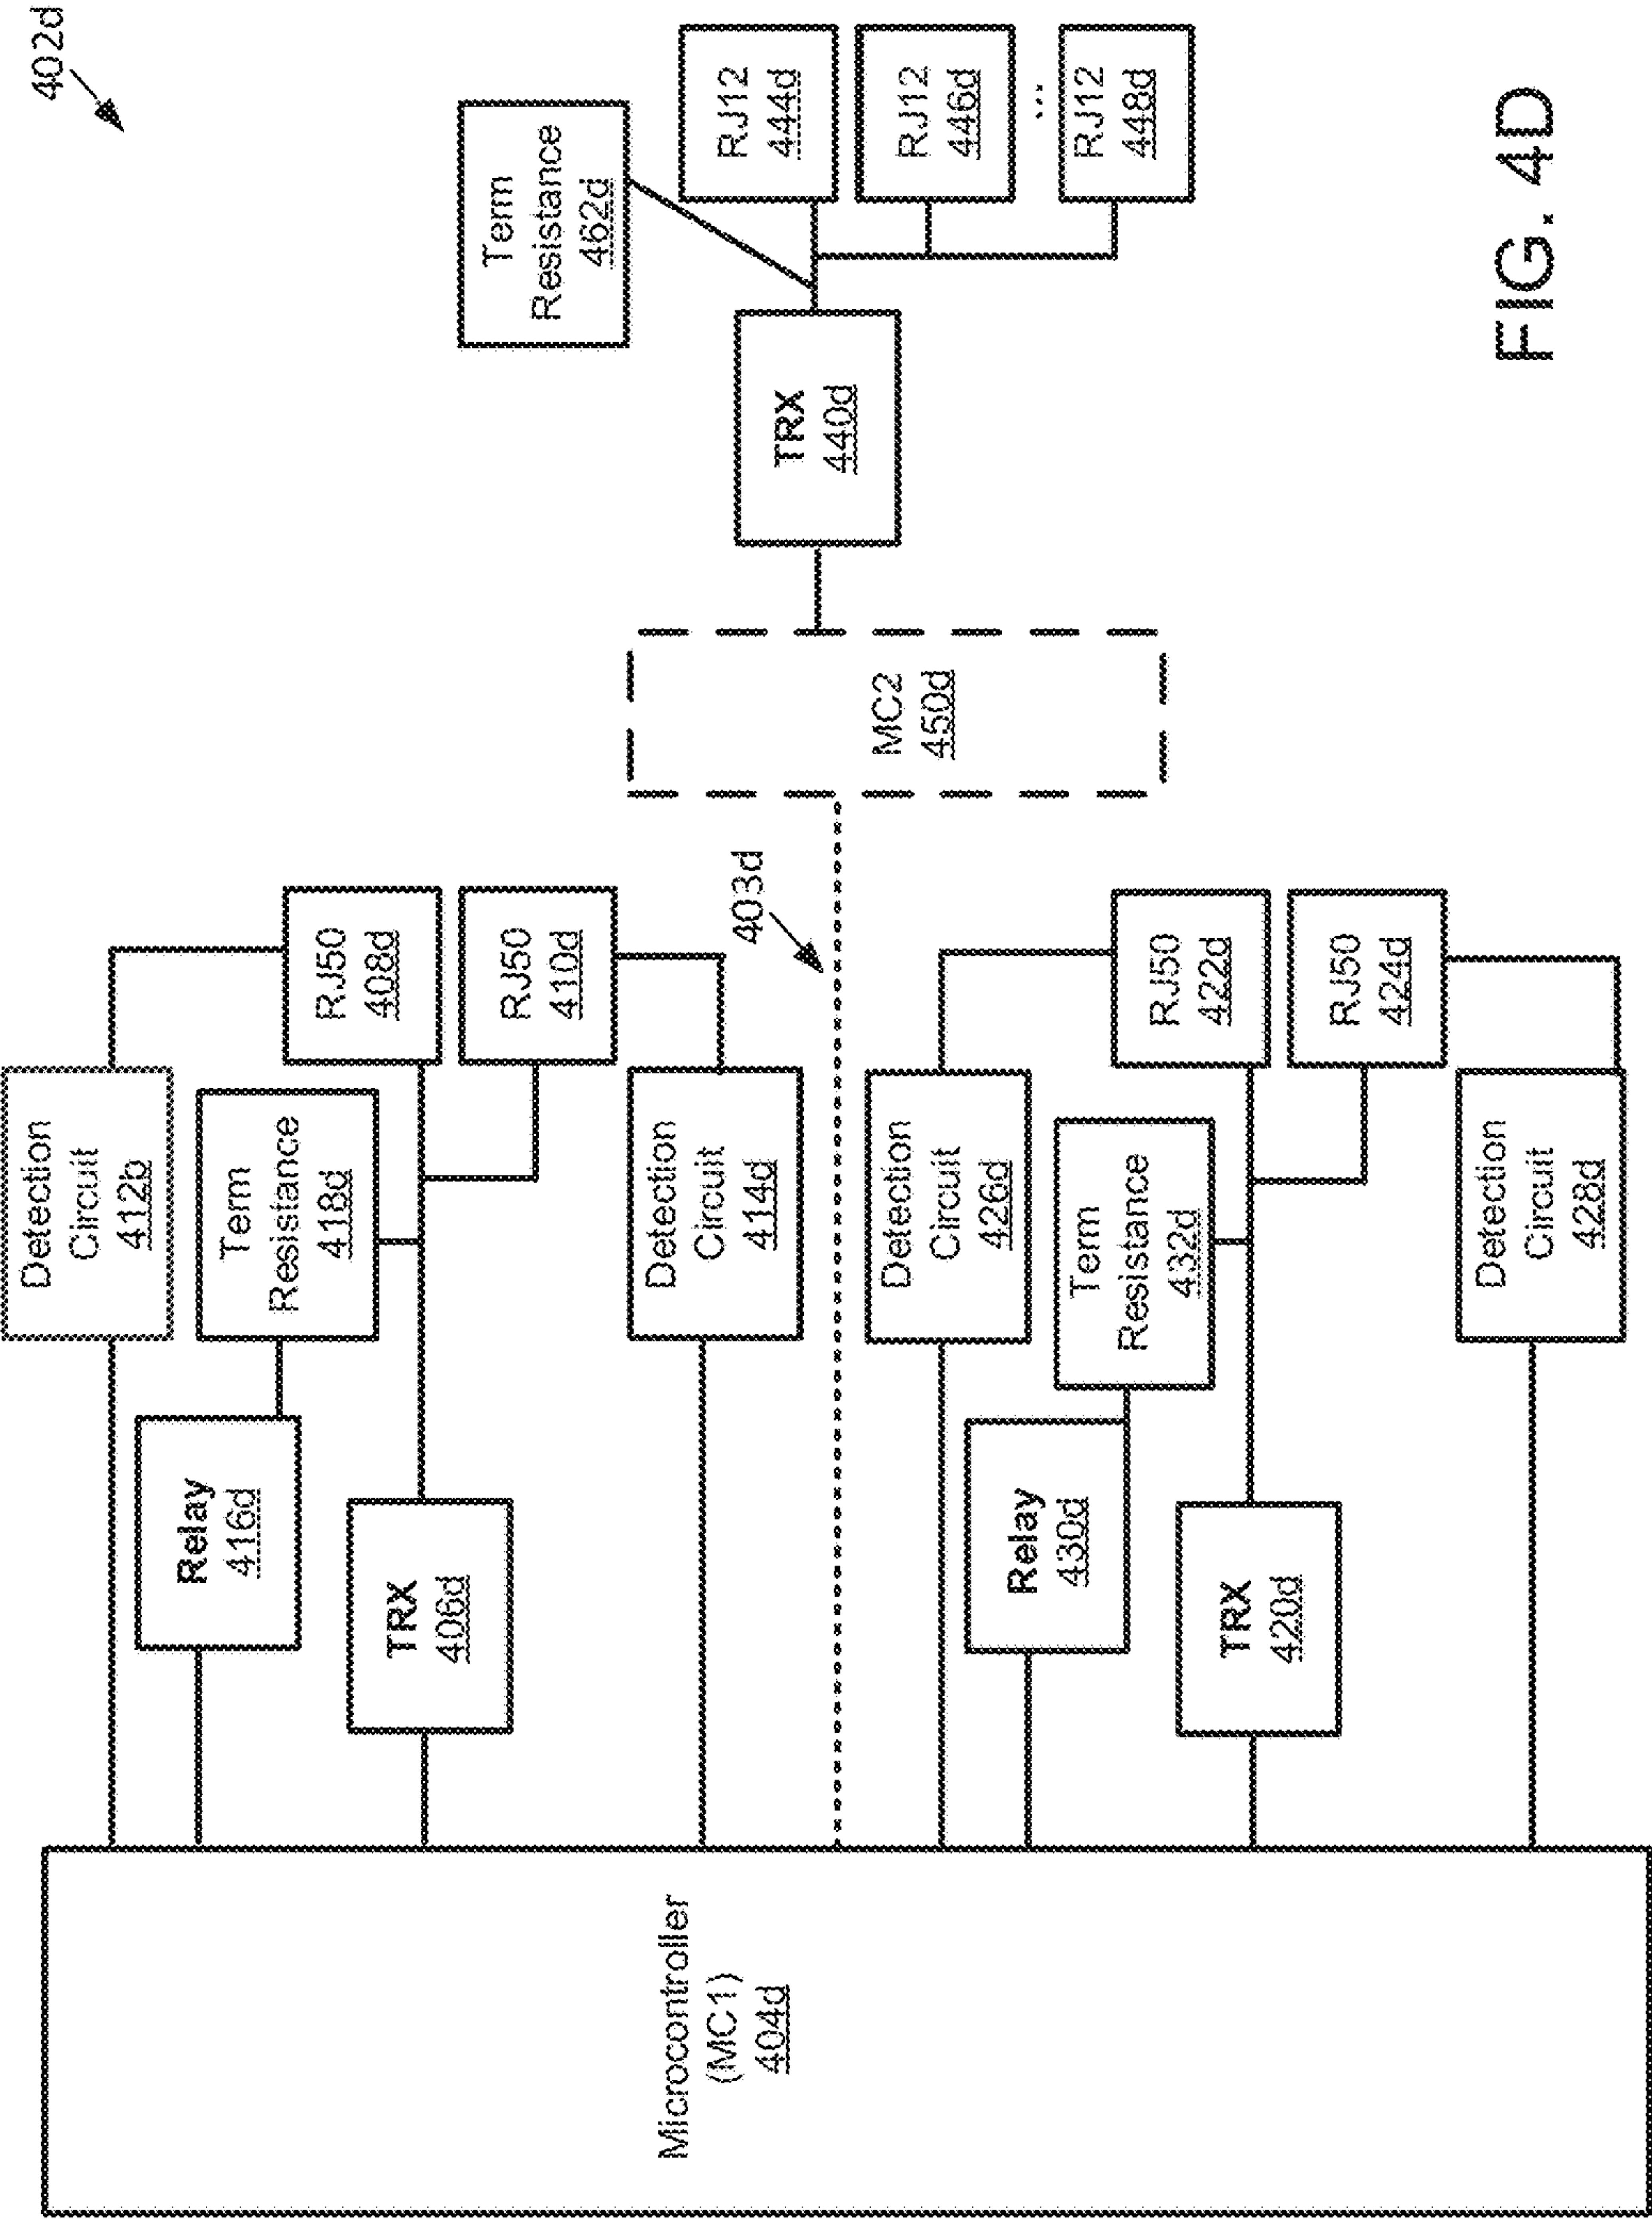 402d
Detection
Circuit
412b
Relay
416d
Term
Resistance
418d
TRX
406d
RJ50
408d
RJ50
410d
Detection
Circuit
414d
403d
Microcontroller
(MC1)
404d
Detection
Circuit
426d
Relay
430d
Term
Resistance
432d
TRX
420d
RJ50
422d
RJ50
424d
Detection
Circuit
428d
MC2
450d
TRX
440d
Term
Resistance
462d
RJ12
444d
RJ12
446d
...
RJ12
448d
FIG. 4D